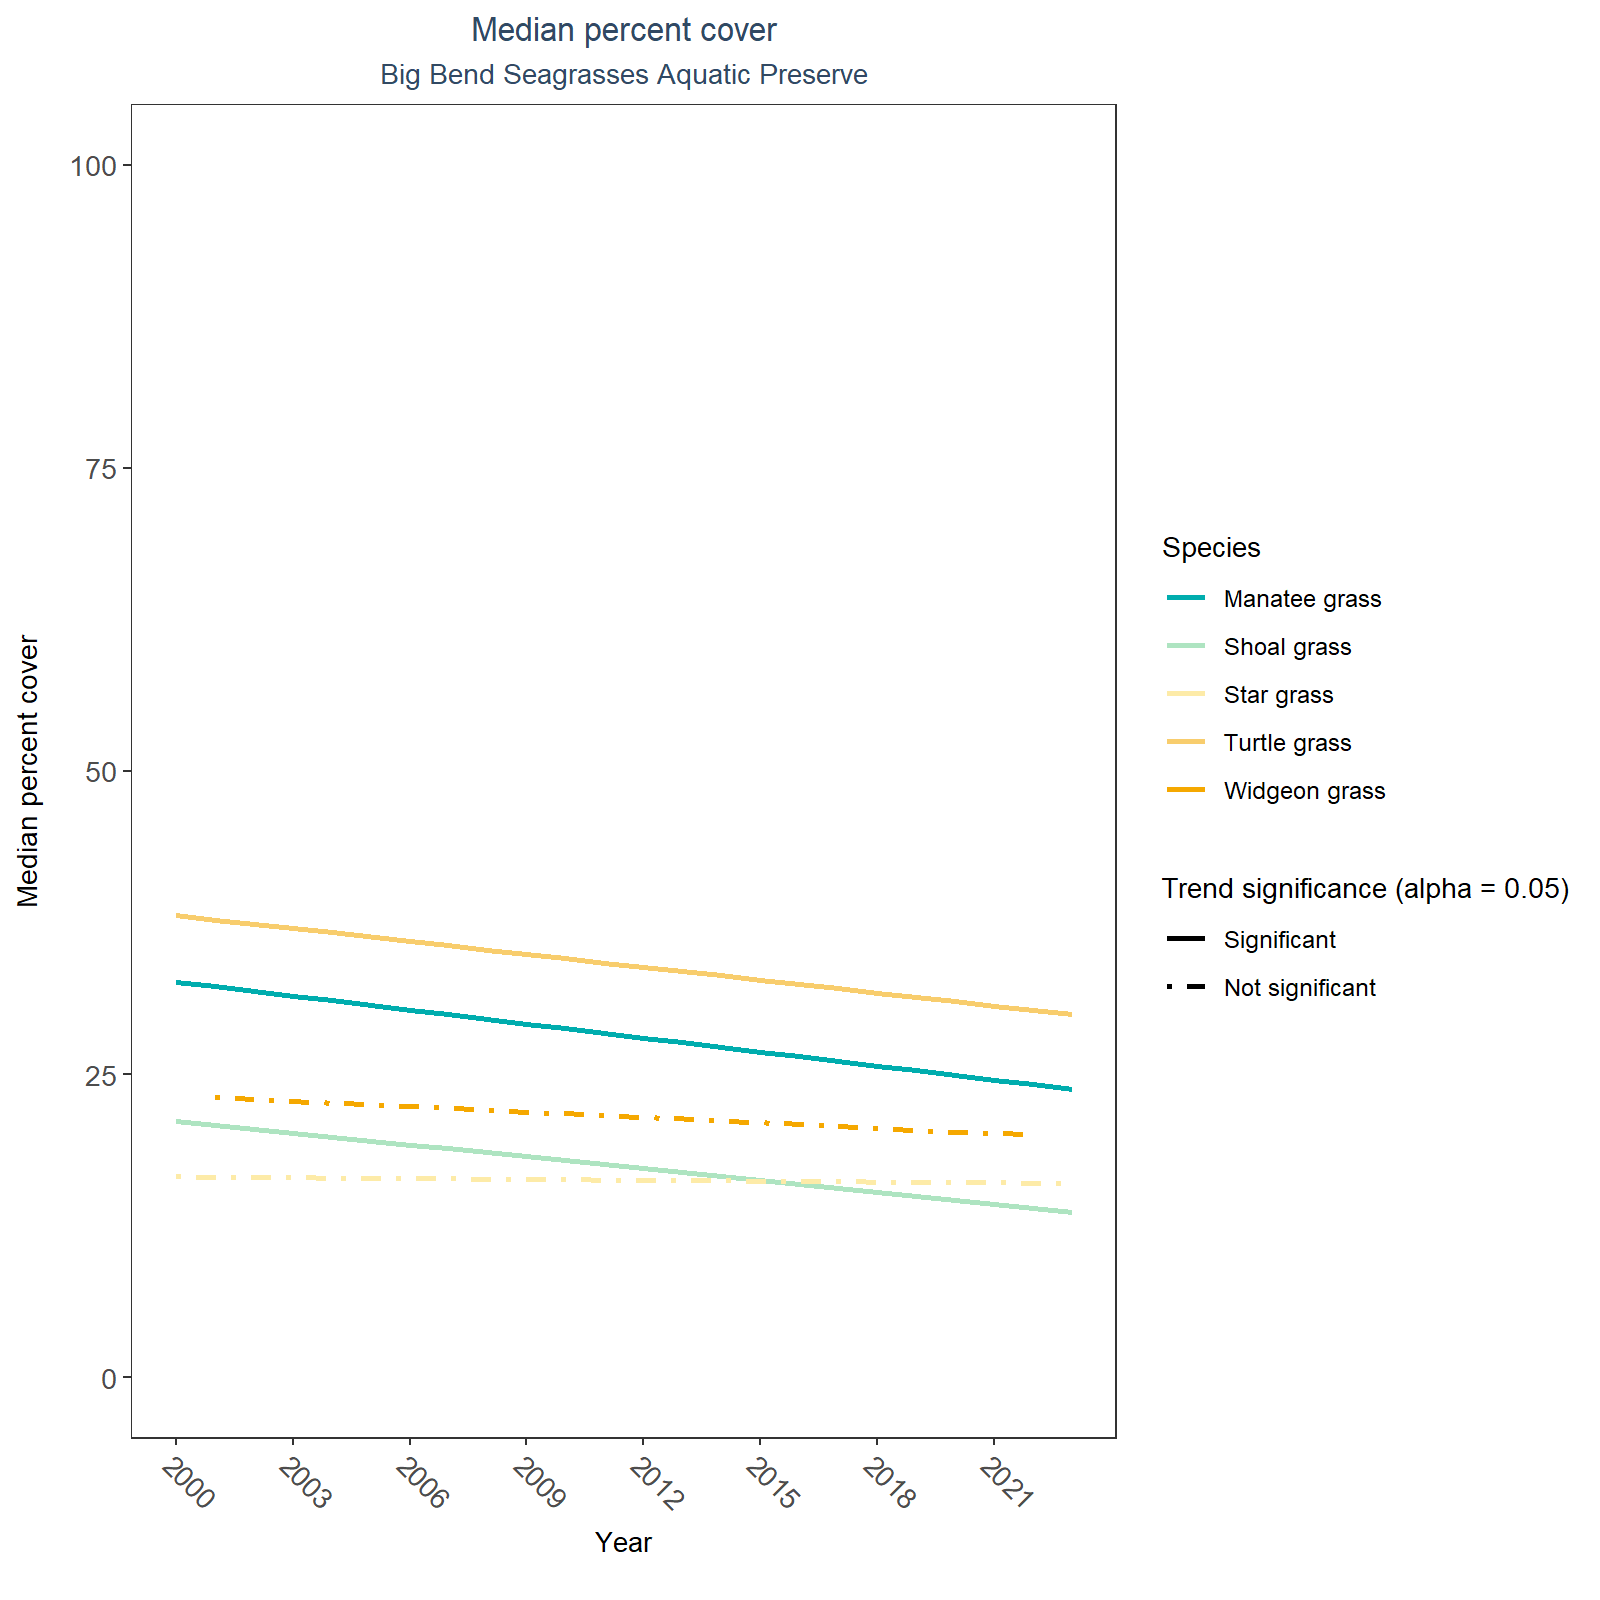 Median percent cover
Big Bend Seagrasses Aquatic Preserve
Median percent cover
100
75
50
25
0
2000
2003
2006
2009
2012
2015
2018
2021
Year
Species
Manatee grass
Shoal grass
Star grass
Turtle grass
Widgeon grass
Trend significance (alpha = 0.05)
Significant
Not significant